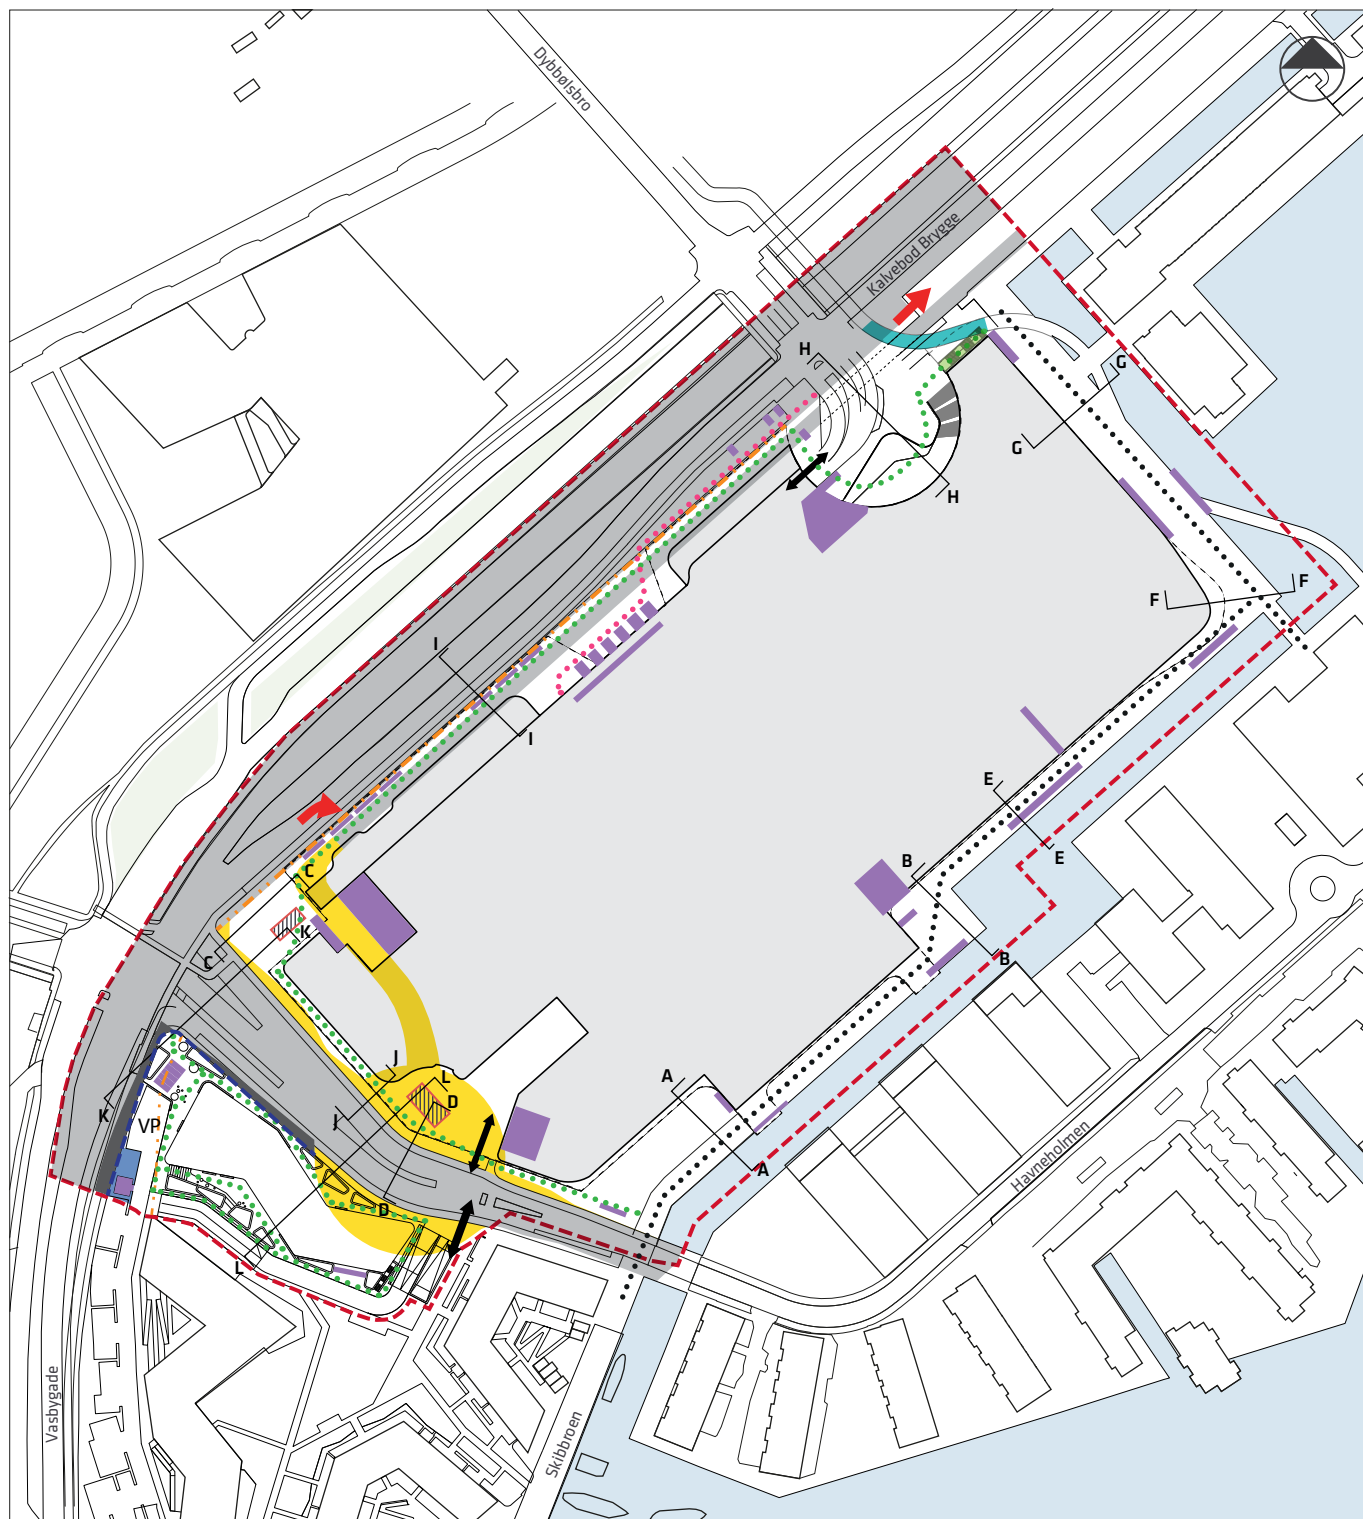 Dybbølsbro
Kalvebod Brygge
H
G
G
H
F
F
I
I
E
E
B
B
C
K
C
J
L
A
D
J
K
VP
A
D
L
Havneholmen
Vasbygade
Skibbroen